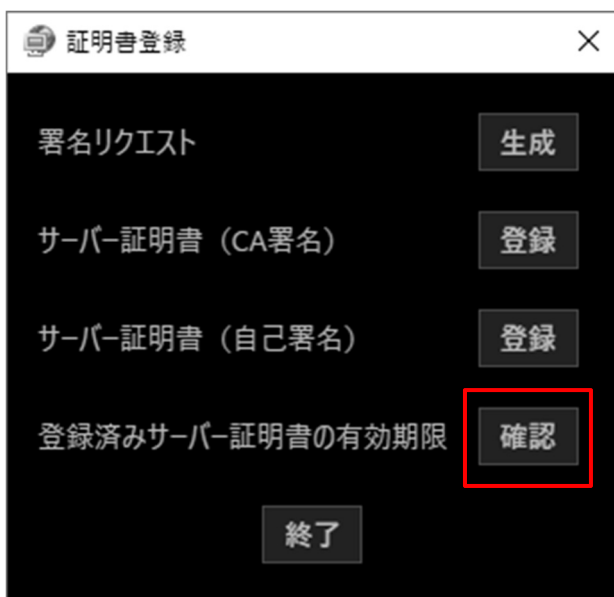 証明書登録
署名リクエスト 生成
サーバー証明書（CA署名） 登録
サーバー証明書（自己署名） 登録
登録済みサーバー証明書の有効期限 確認
終了